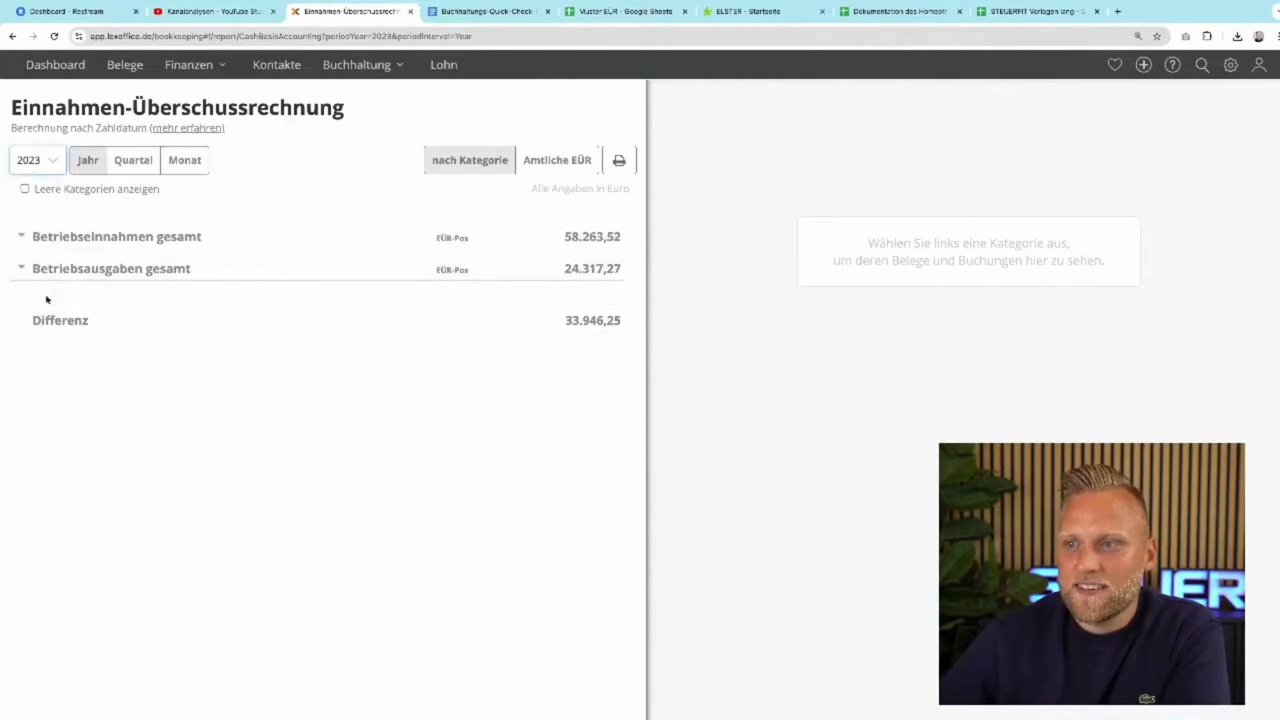 Dashboard - Restream
Kanalanalysen - YouTube Stu
Einnahmen-Überschussrechn
Buchhaltungs-Quick-Check
Muster EÜR - Google Sheets
ELSTER - Startseite
Dokumentation des Homeoff
STEUERFIT Vorlagen lang - G
app.lexoffice.de/bookkeeping#!/report/CashBasisAccounting?periodYear=2023&periodInterval=Year
Dashboard Belege Finanzen Kontakte Buchhaltung Lohn
Einnahmen-Überschussrechnung
Berechnung nach Zahldatum (mehr erfahren)
2023 Jahr Quartal Monat nach Kategorie Amtliche EÜR
Leere Kategorien anzeigen Alle Angaben in Euro
Betriebseinnahmen gesamt EÜR-Pos 58.263,52
Betriebsausgaben gesamt EÜR-Pos 24.317,27
Differenz 33.946,25
Wählen Sie links eine Kategorie aus,
um deren Belege und Buchungen hier zu sehen.